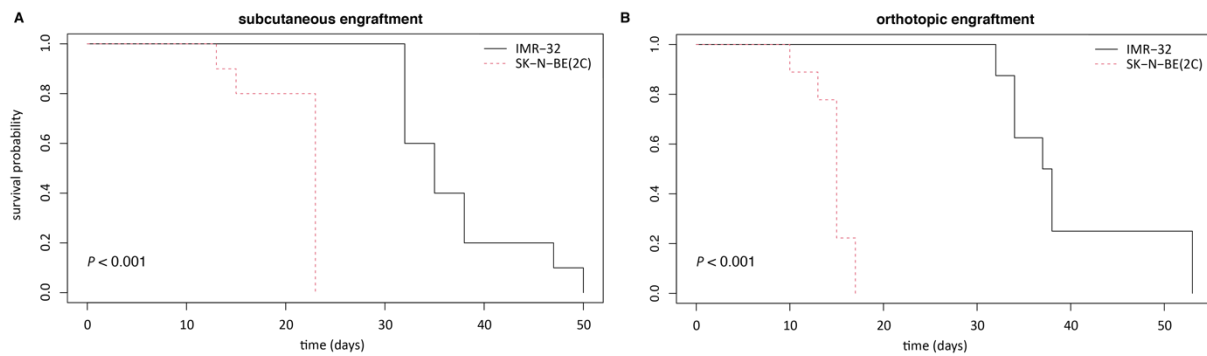 A
subcutaneous engraftment
IMR−32
SK−N−BE(2C)
survival probability
1.0
0.8
0.6
0.4
0.2
0.0
P < 0.001
0 10 20 30 40 50
time (days)
B
orthotopic engraftment
IMR−32
SK−N−BE(2C)
1.0
0.8
0.6
0.4
0.2
0.0
P < 0.001
0 10 20 30 40 50
time (days)